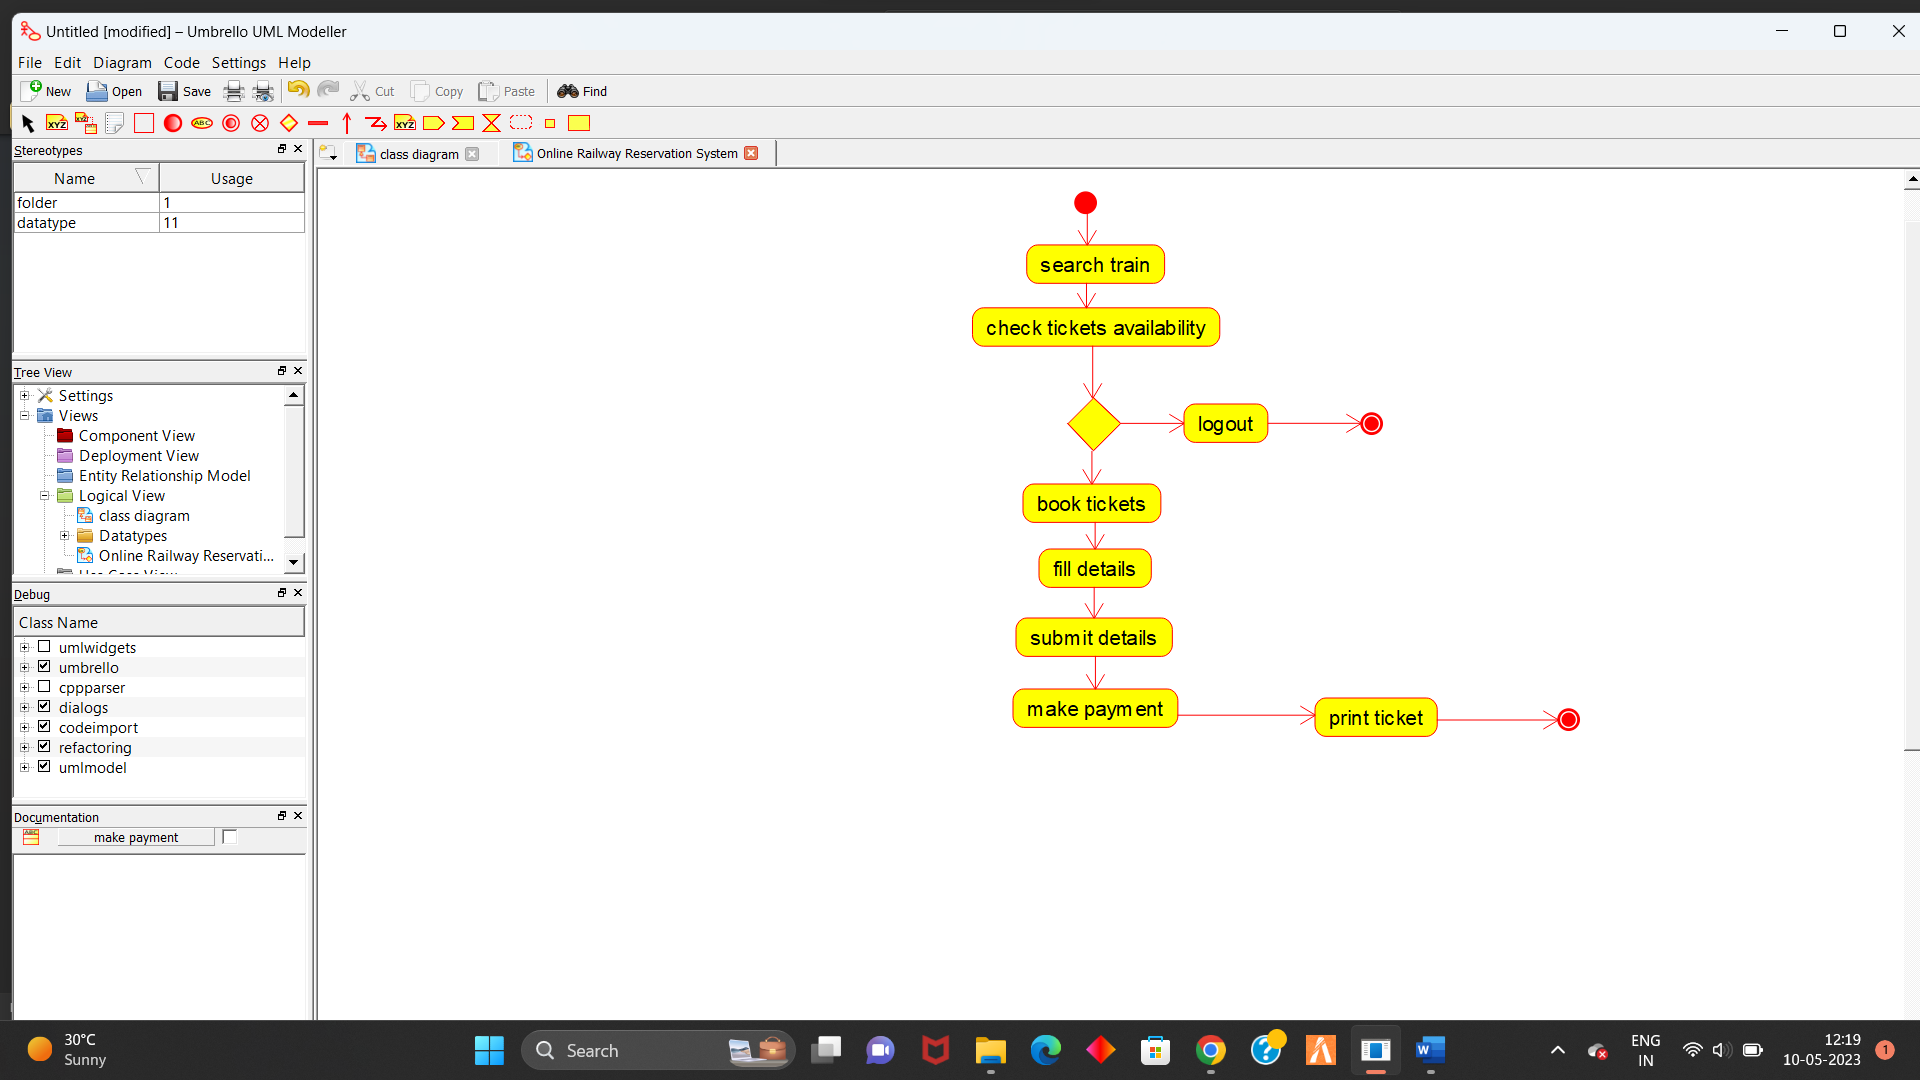 Untitled [modified] – Umbrello UML Modeller
File Edit Diagram Code Settings Help
New Open Save Cut Copy Paste Find
XYZ XYZ ABC XYZ
Stereotypes
class diagram Online Railway Reservation System
Name Usage
folder 1
datatype 11
search train
check tickets availability
logout
book tickets
fill details
submit details
make payment
print ticket
Tree View
Settings
Views
Component View
Deployment View
Entity Relationship Model
Logical View
class diagram
Datatypes
Online Railway Reservati...
Debug
Class Name
umlwidgets
umbrello
cppparser
dialogs
codeimport
refactoring
umlmodel
Documentation
make payment
30°C
Sunny
Search
ENG
IN
12:19
10-05-2023
1